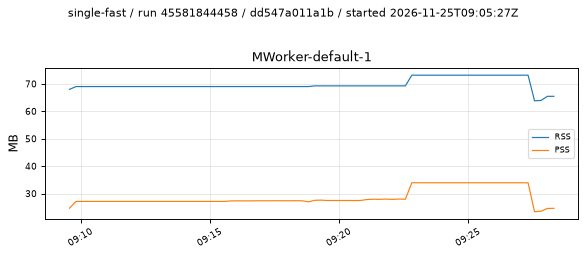 single-fast / run 45581844458 / dd547a011a1b / started 2026-11-25T09:05:27Z
MWorker-default-1
MB
70
60
50
40
30
RSS
PSS
09:10
09:15
09:20
09:25